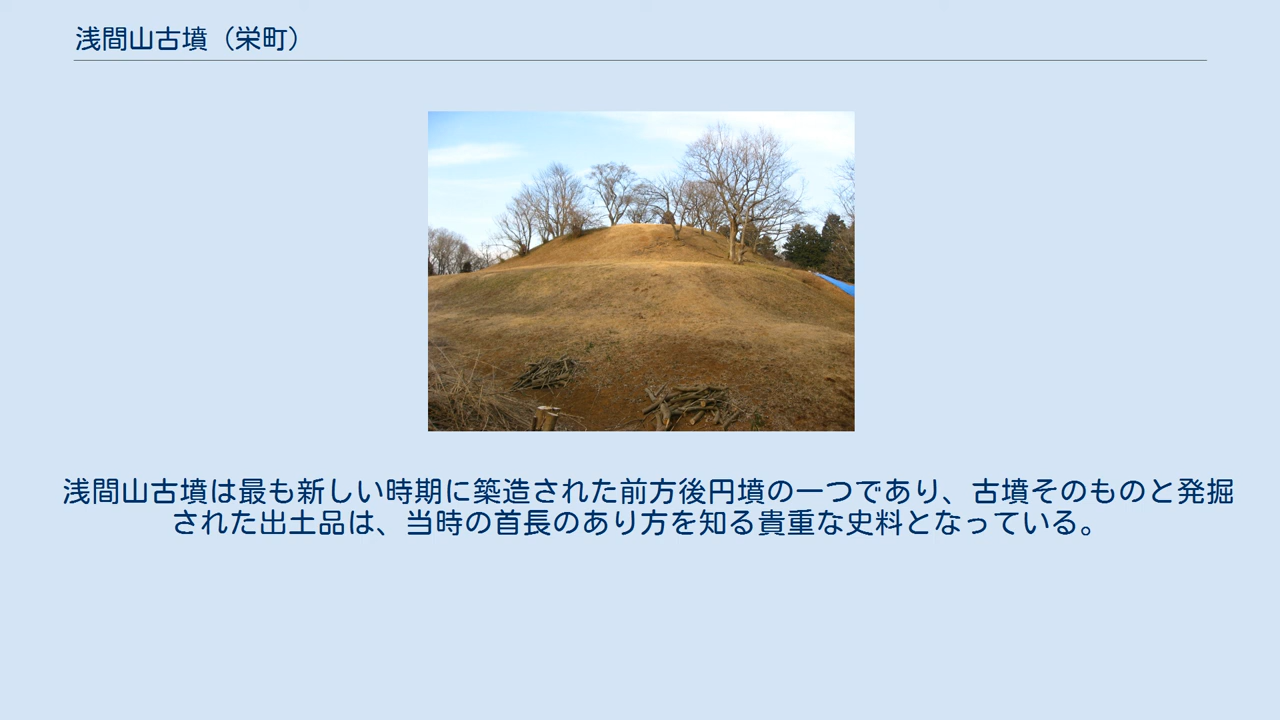 浅間山古墳（栄町）
浅間山古墳は最も新しい時期に築造された前方後円墳の一つであり、古墳そのものと発掘
された出土品は、当時の首長のあり方を知る貴重な史料となっている。